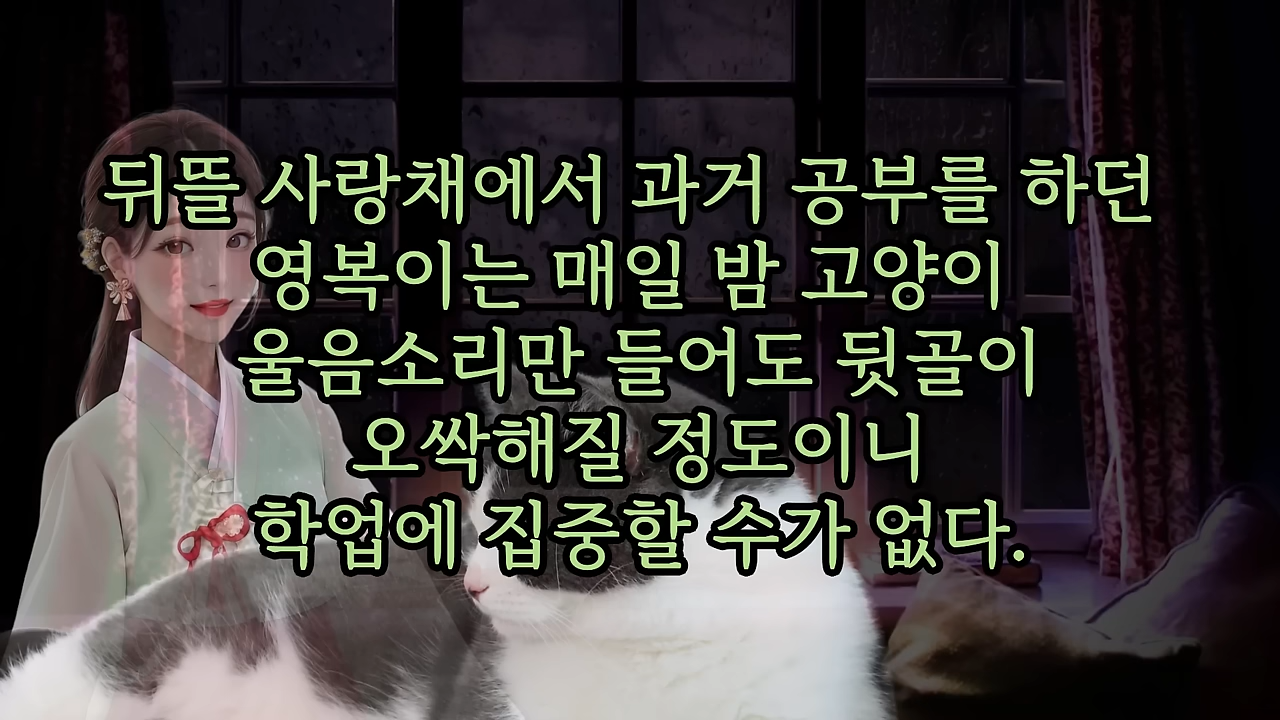 뒤뜰 사랑채에서 과거 공부를 하던
영복이는 매일 밤 고양이
울음소리만 들어도 뒷골이
오싹해질 정도이니
학업에 집중할 수가 없다.